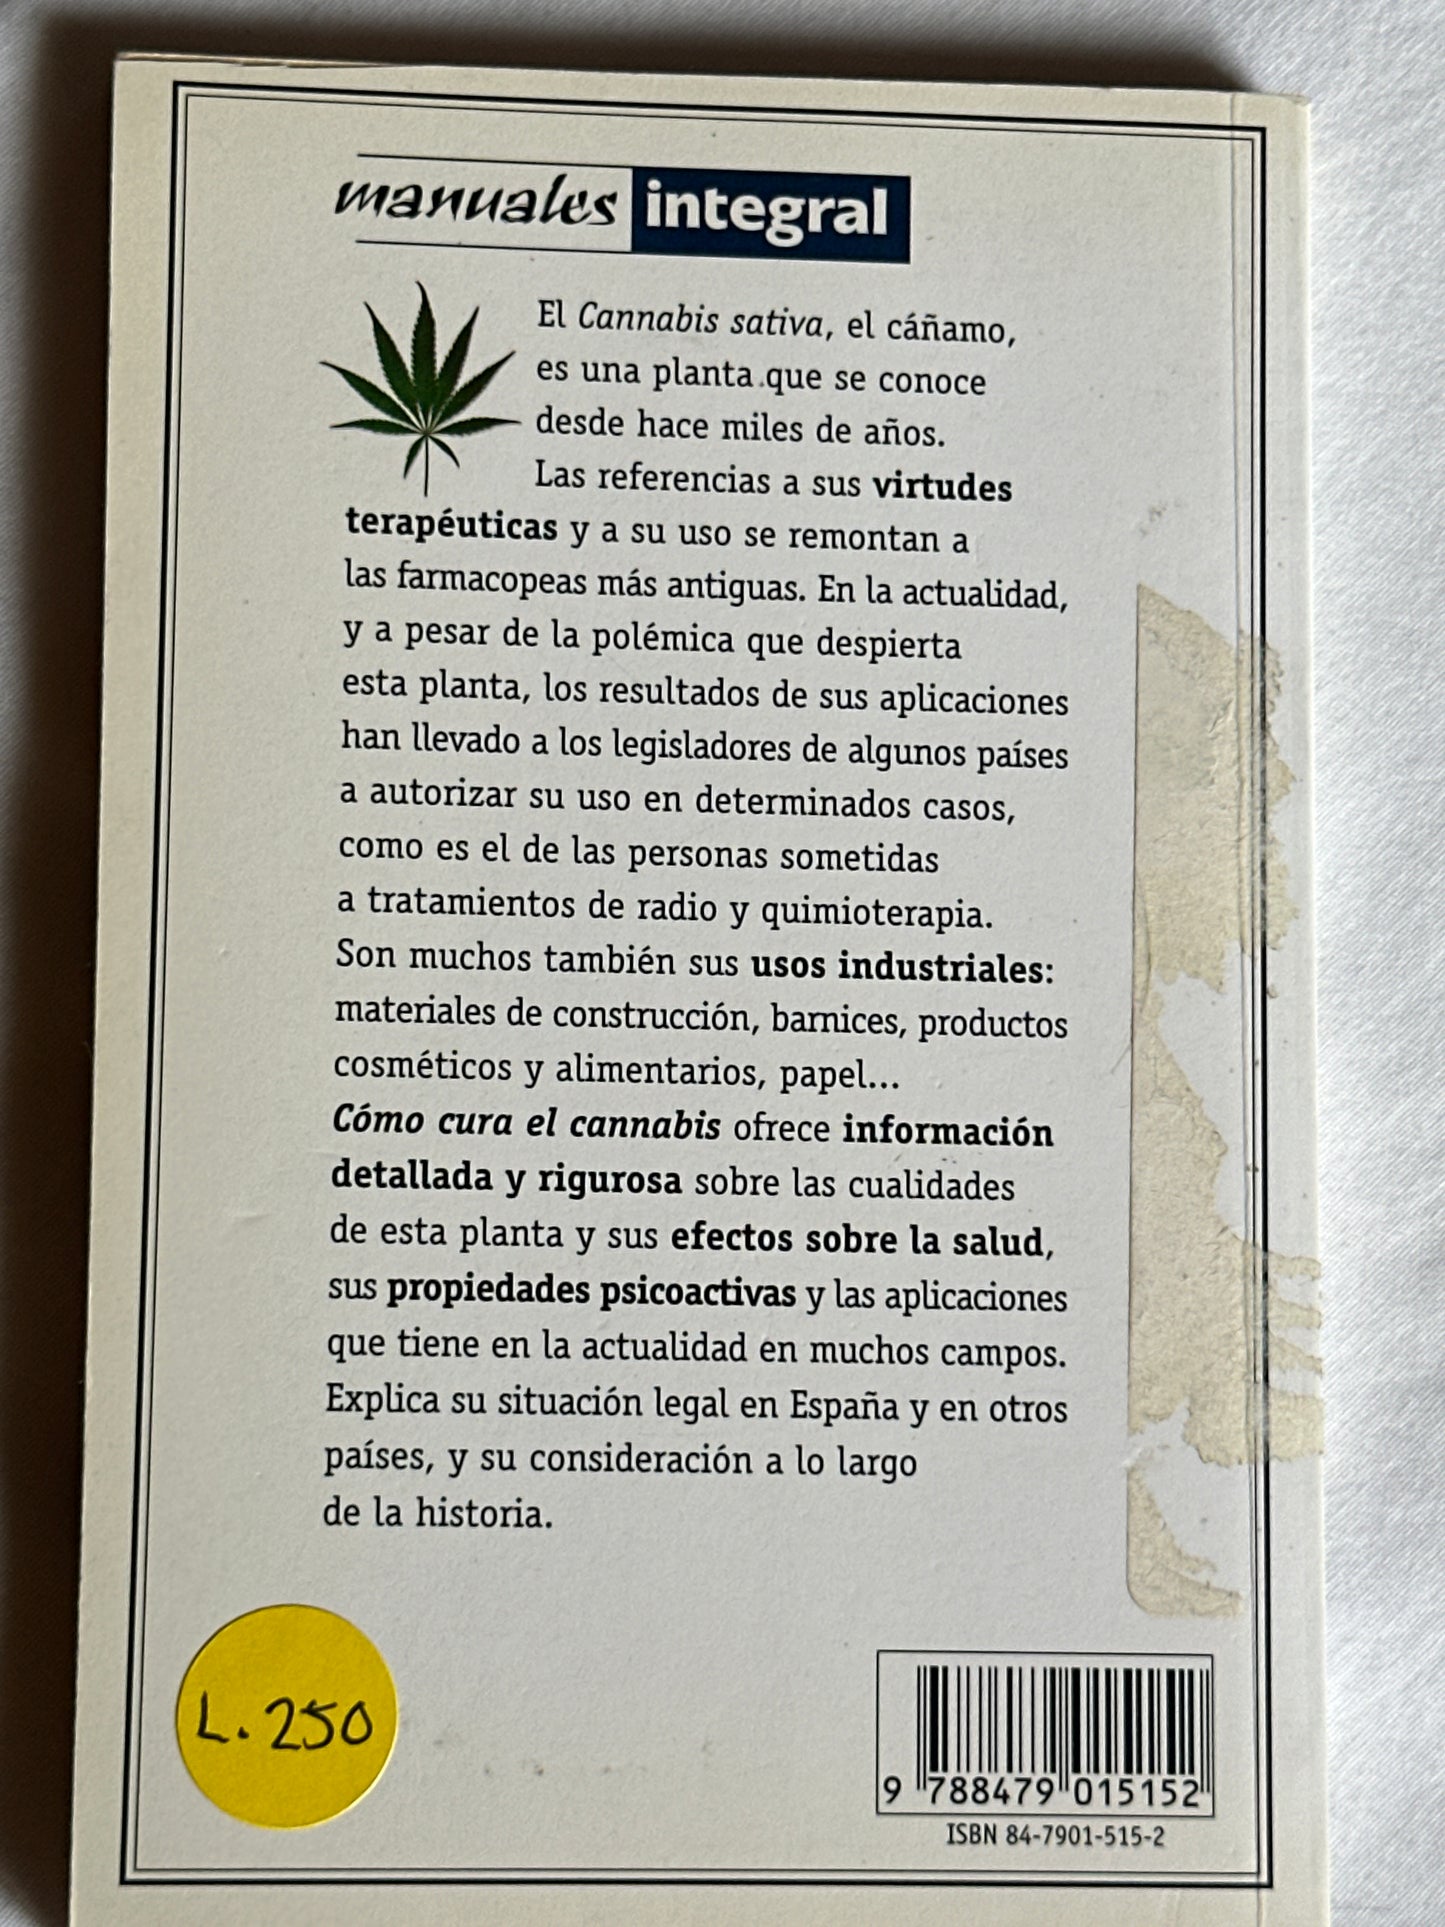 manuales integral
El Cannabis sativa, el cáñamo,
es una planta que se conoce
desde hace miles de años.
Las referencias a sus virtudes
terapéuticas y a su uso se remontan a
las farmacopeas más antiguas. En la actualidad,
y a pesar de la polémica que despierta
esta planta, los resultados de sus aplicaciones
han llevado a los legisladores de algunos países
a autorizar su uso en determinados casos,
como es el de las personas sometidas
a tratamientos de radio y quimioterapia.
Son muchos también sus usos industriales:
materiales de construcción, barnices, productos
cosméticos y alimentarios, papel...
Cómo cura el cannabis ofrece información
detallada y rigurosa sobre las cualidades
de esta planta y sus efectos sobre la salud,
sus propiedades psicoactivas y las aplicaciones
que tiene en la actualidad en muchos campos.
Explica su situación legal en España y en otros
países, y su consideración a lo largo
de la historia.
L. 250
9 788479 015152
ISBN 84-7901-515-2